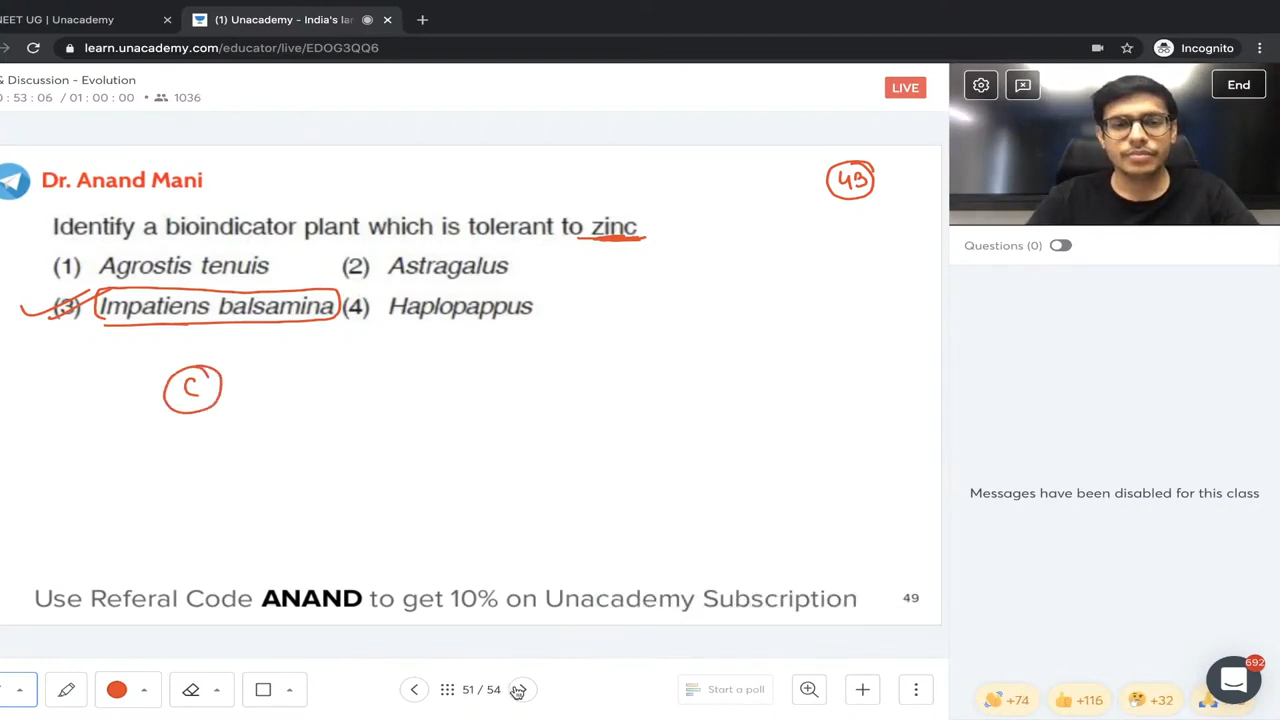 NEET UG | Unacademy
(1) Unacademy - India's lar
learn.unacademy.com/educator/live/EDOG3QQ6
Incognito
& Discussion - Evolution
0 : 53 : 06 / 01 : 00 : 00 • 1036
LIVE
End
Dr. Anand Mani
43
Identify a bioindicator plant which is tolerant to zinc
(1) Agrostis tenuis (2) Astragalus
(3) Impatiens balsamina (4) Haplopappus
C
Questions (0)
Messages have been disabled for this class
Use Referal Code ANAND to get 10% on Unacademy Subscription
49
51 / 54
Start a poll
692
+74
+116
+32